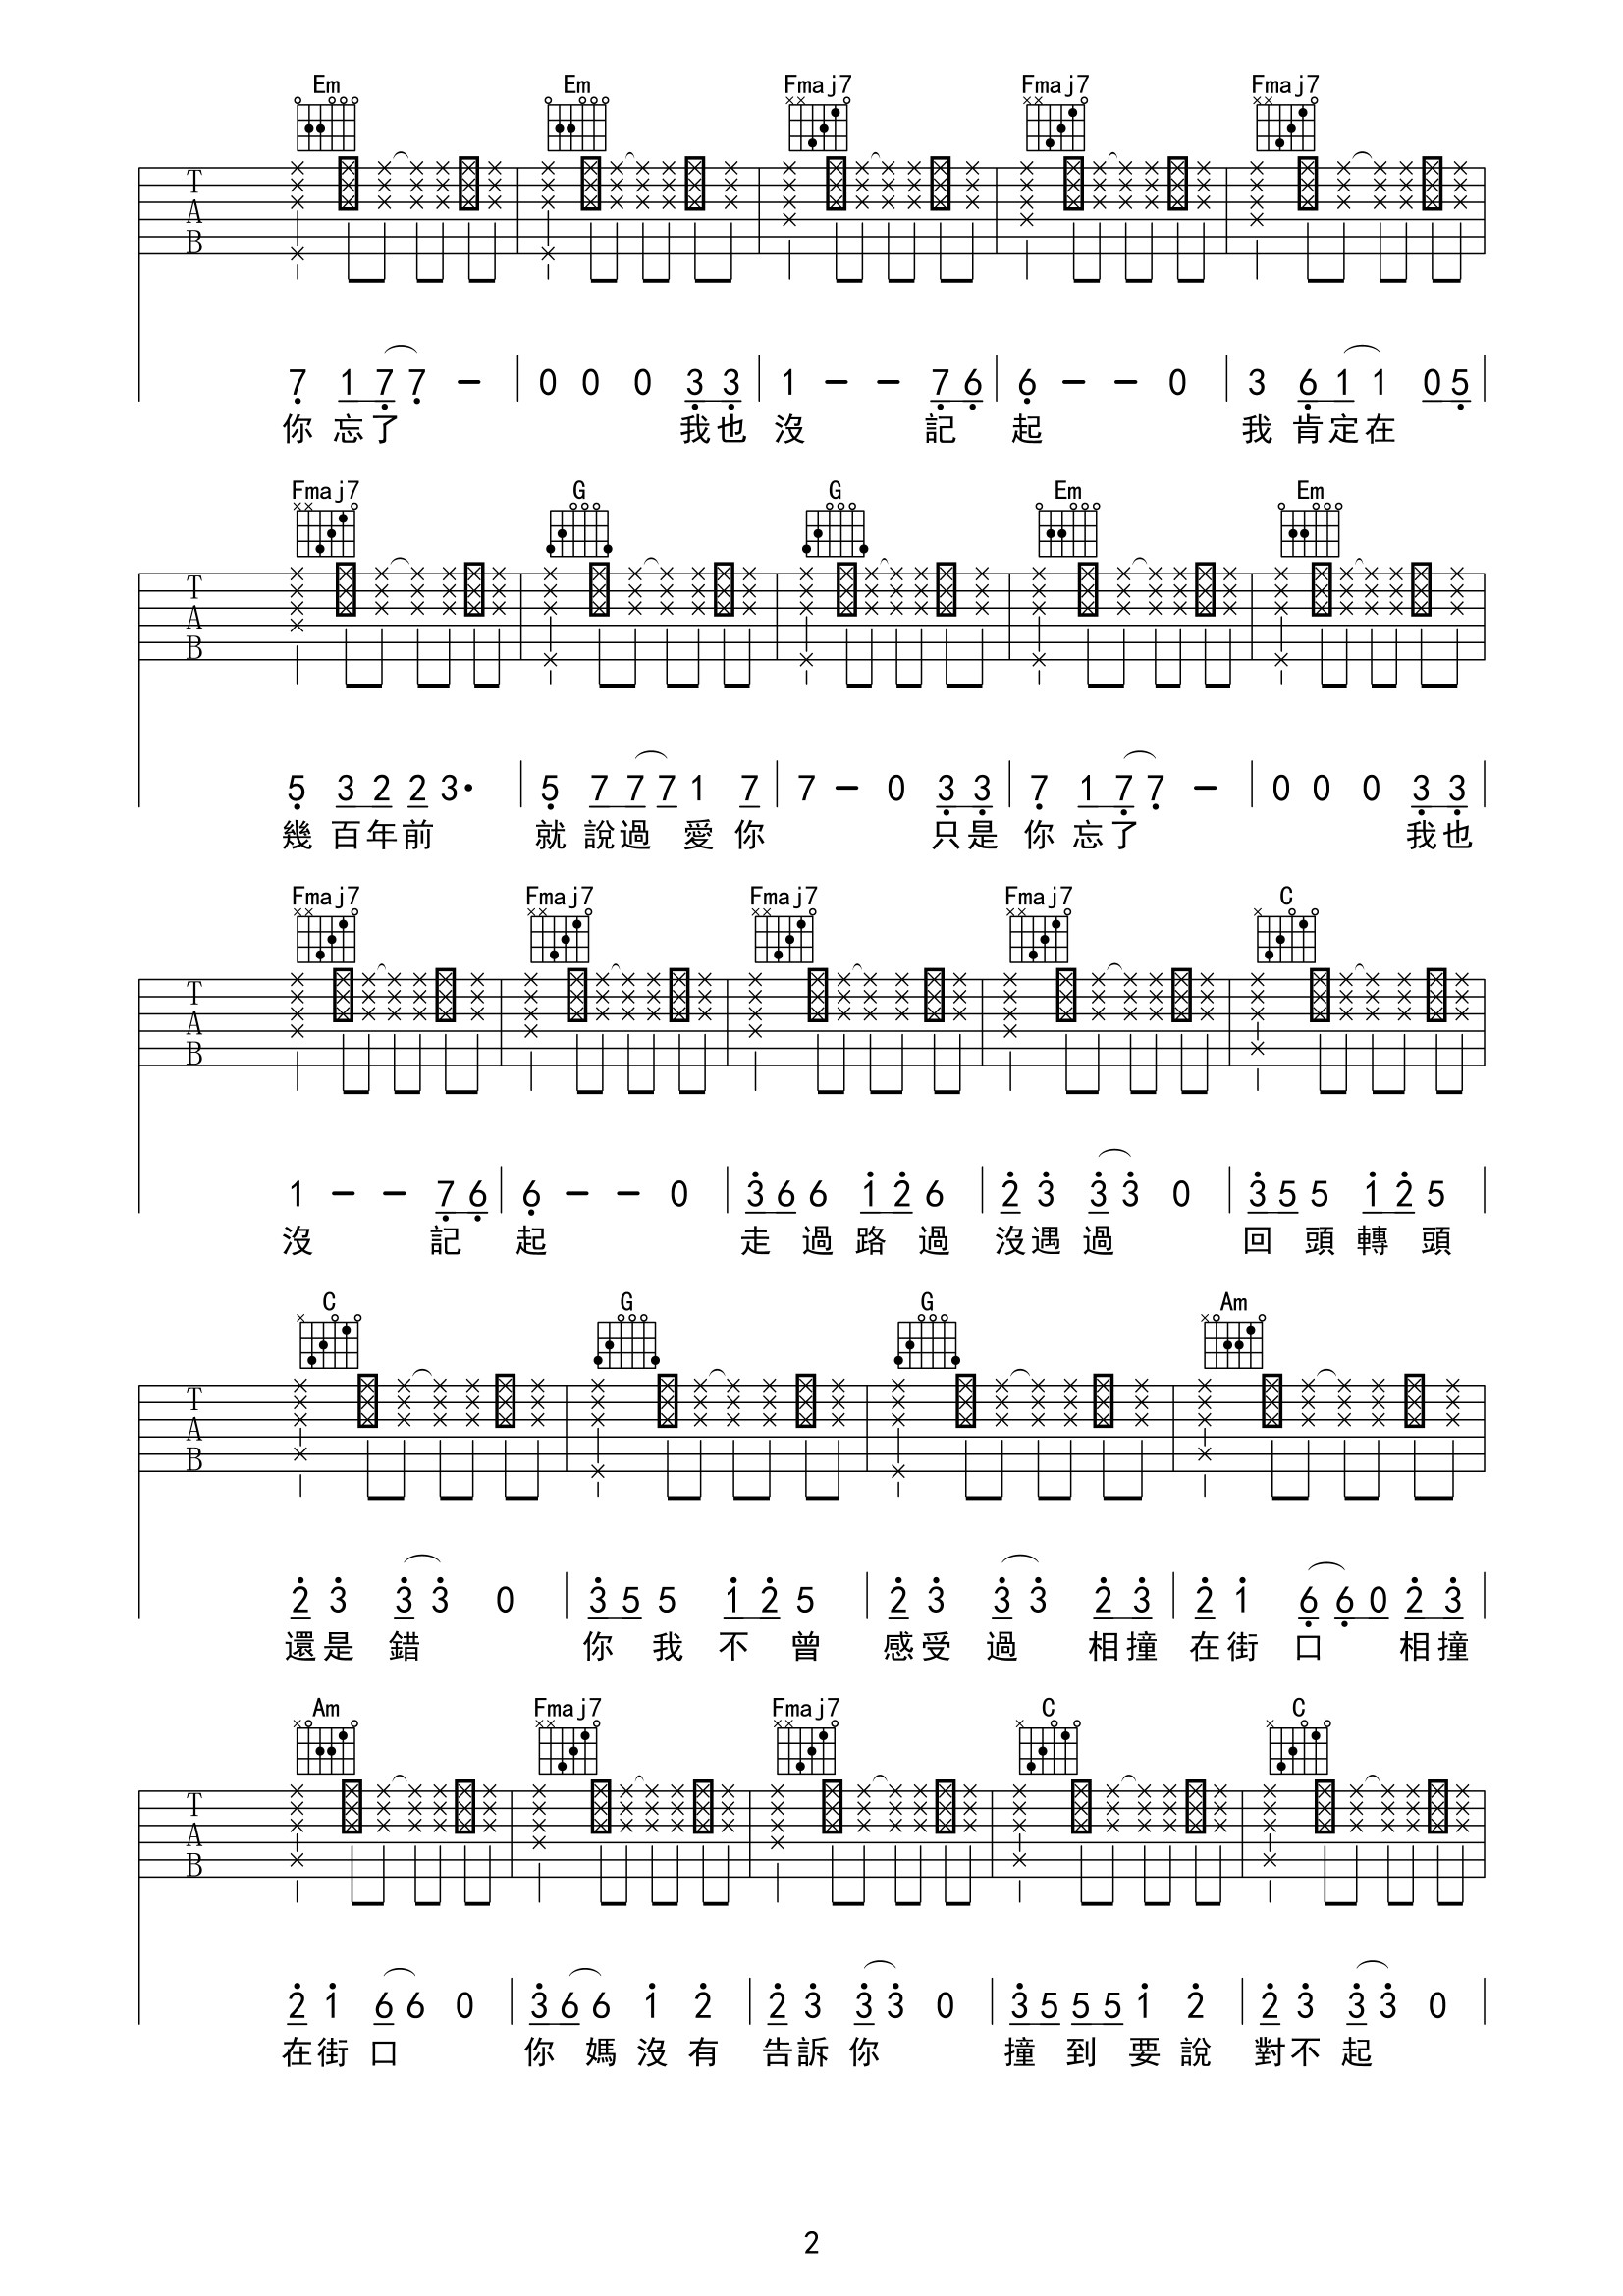 Em Em Fmaj7 Fmaj7 Fmaj7
T
A
B
7 1 7 7 - 0 0 0 3 3 1 - - 7 6 6 - - 0 3 6 1 1 0 5
你 忘 了 我 也 沒 記 起 我 肯 定 在
Fmaj7 G G Em Em
T
A
B
5 3 2 2 3· 5 7 7 7 1 7 7 - 0 3 3 7 1 7 7 - 0 0 0 3 3
幾 百 年 前 就 說 過 愛 你 只 是 你 忘 了 我 也
Fmaj7 Fmaj7 Fmaj7 Fmaj7 C
T
A
B
1 - - 7 6 6 - - 0 3 6 6 1 2 6 2 3 3 3 0 3 5 5 1 2 5
沒 記 起 走 過 路 過 沒 遇 過 回 頭 轉 頭
C G G Am
T
A
B
2 3 3 3 0 3 5 5 1 2 5 2 3 3 3 2 3 2 1 6 6 0 2 3
還 是 錯 你 我 不 曾 感 受 過 相 撞 在 街 口 相 撞
Am Fmaj7 Fmaj7 C C
T
A
B
2 1 6 6 0 3 6 6 1 2 2 3 3 3 0 3 5 5 5 1 2 2 3 3 3 0
在 街 口 你 媽 沒 有 告 訴 你 撞 到 要 說 對 不 起
2